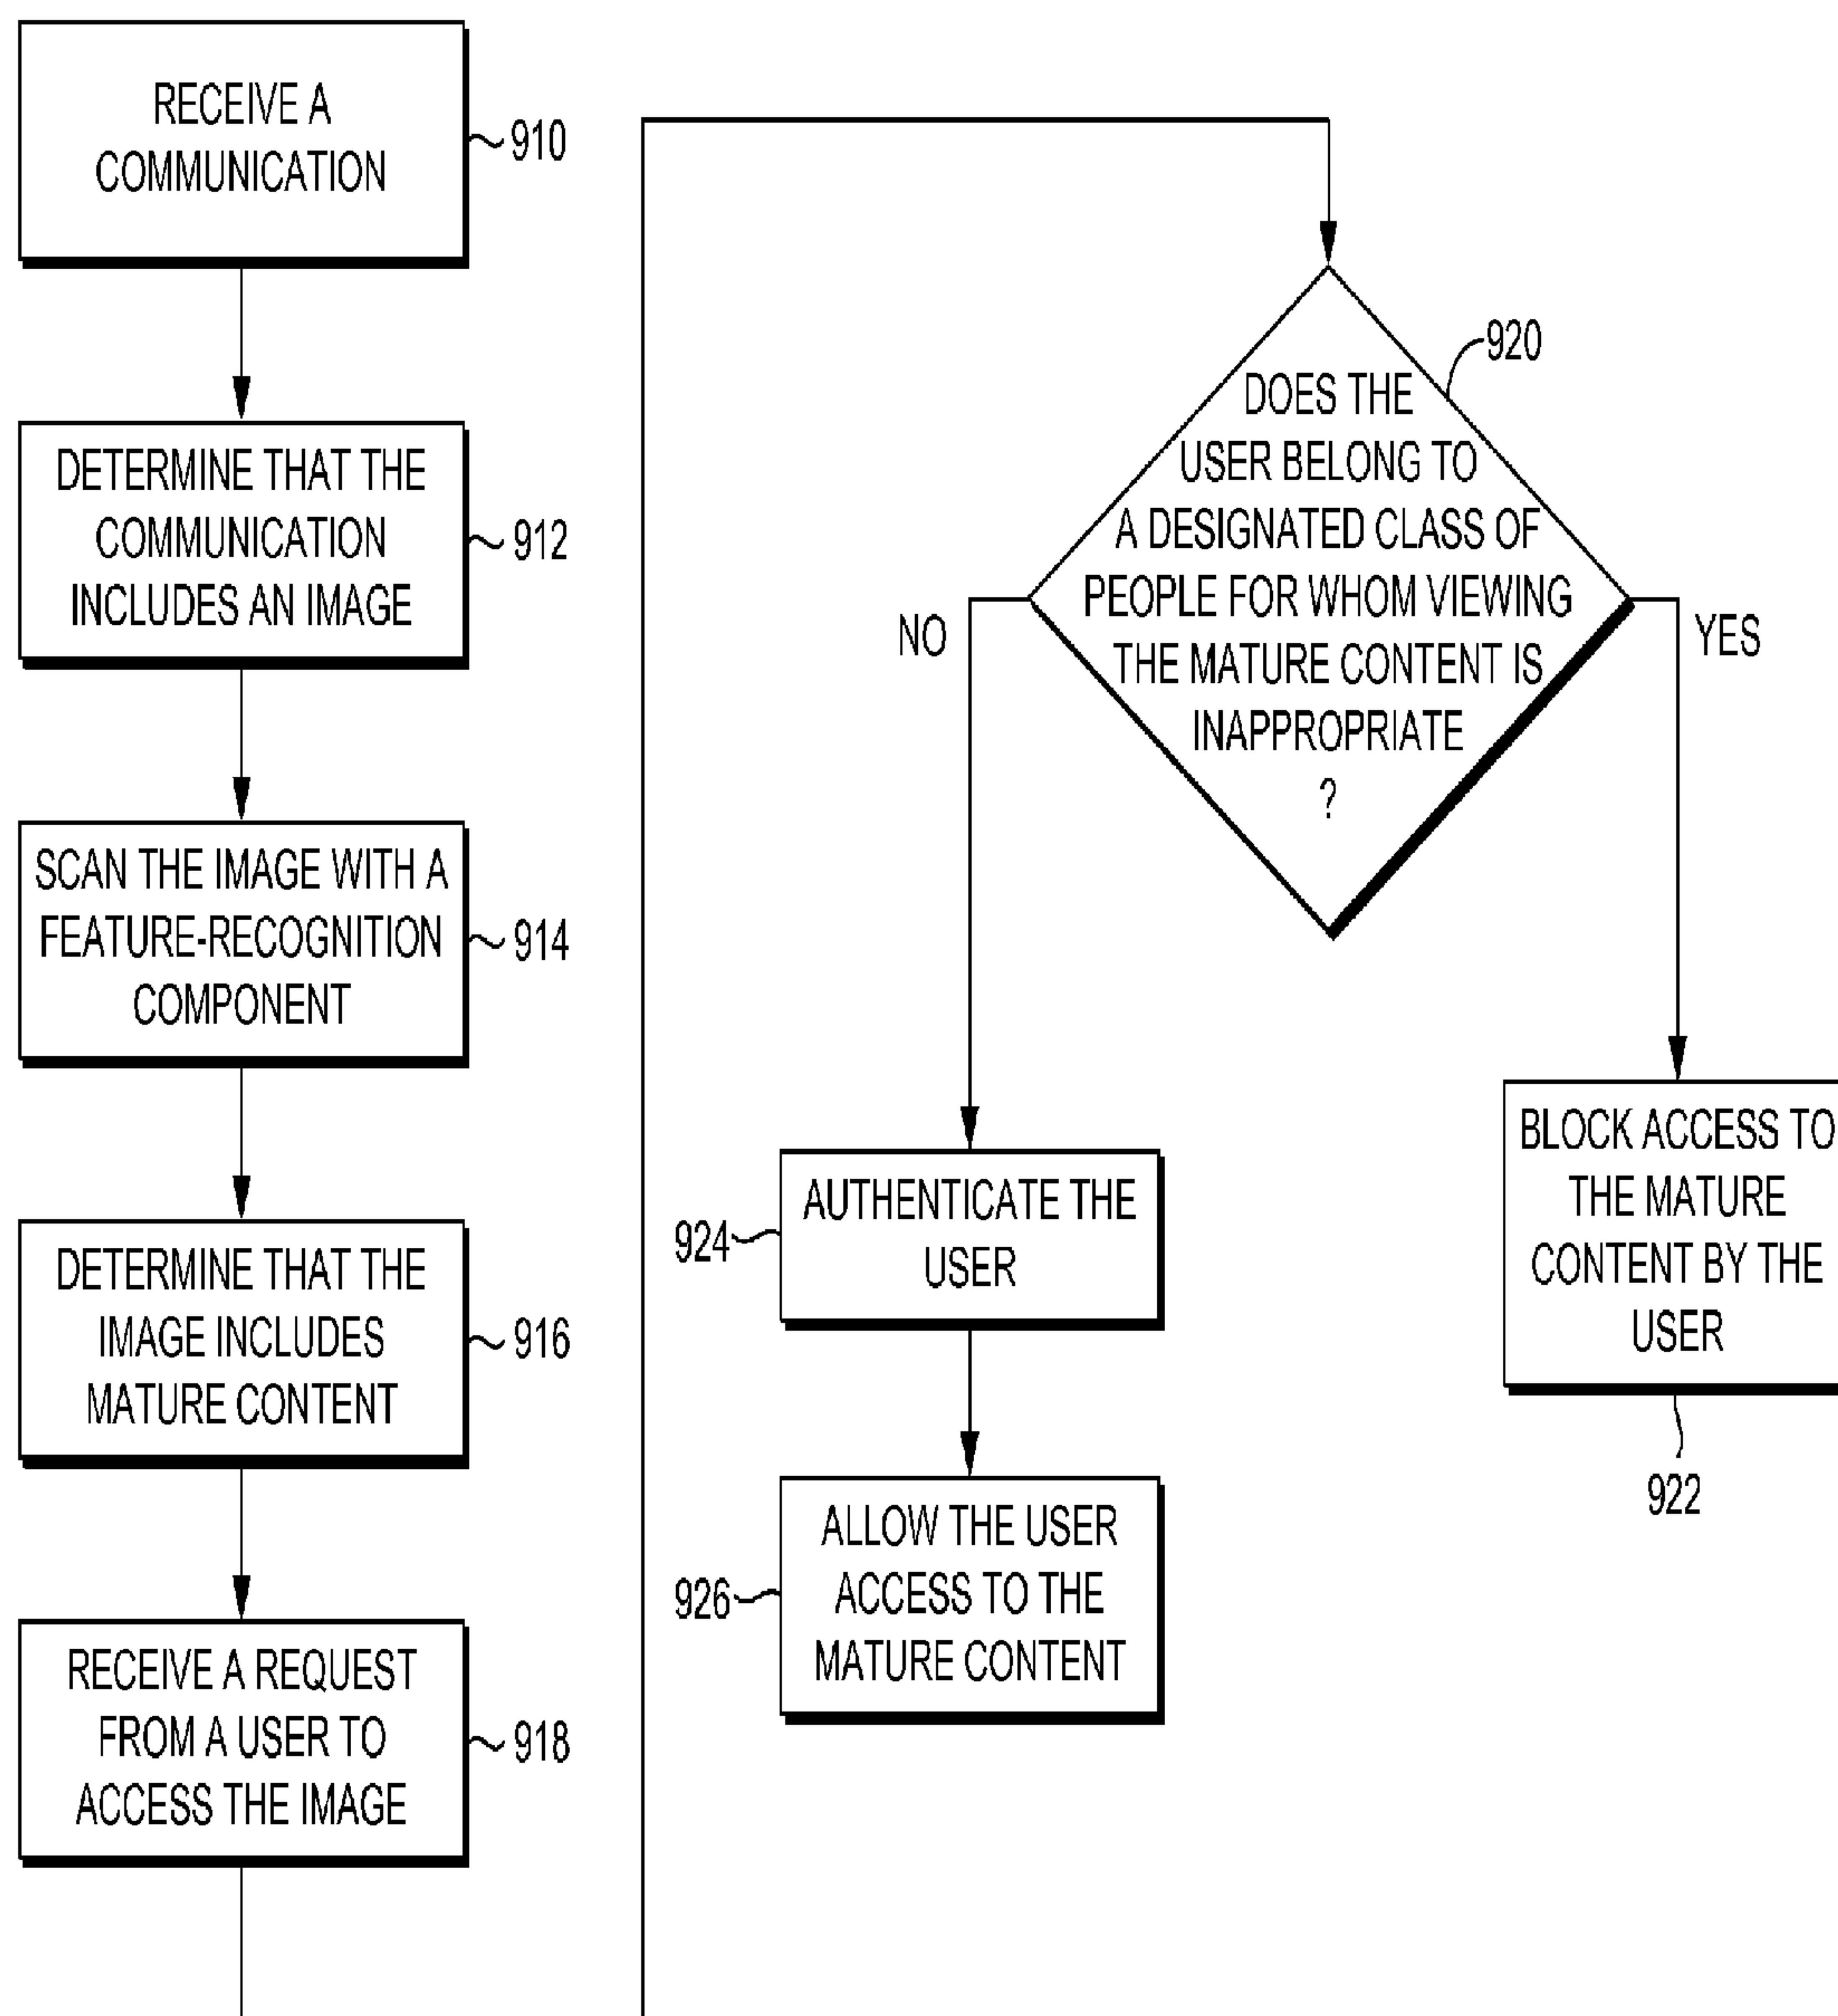 RECEIVE A
COMMUNICATION
910
DETERMINE THAT THE
COMMUNICATION
INCLUDES AN IMAGE
912
SCAN THE IMAGE WITH A
FEATURE-RECOGNITION
COMPONENT
914
DETERMINE THAT THE
IMAGE INCLUDES
MATURE CONTENT
916
RECEIVE A REQUEST
FROM A USER TO
ACCESS THE IMAGE
918
920
DOES THE
USER BELONG TO
A DESIGNATED CLASS OF
PEOPLE FOR WHOM VIEWING
THE MATURE CONTENT IS
INAPPROPRIATE
?
NO
YES
AUTHENTICATE THE
USER
924
ALLOW THE USER
ACCESS TO THE
MATURE CONTENT
926
BLOCK ACCESS TO
THE MATURE
CONTENT BY THE
USER
922